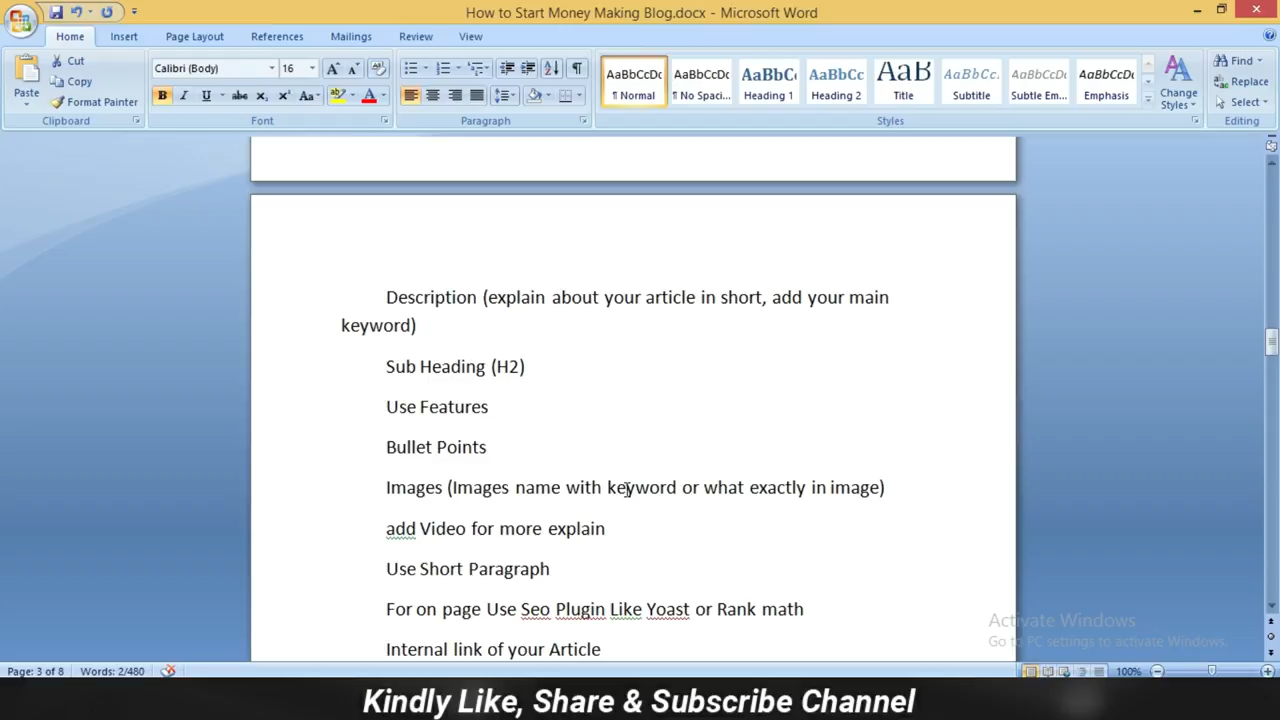 How to Start Money Making Blog.docx - Microsoft Word
Home Insert Page Layout References Mailings Review View
Paste
Cut
Copy
Format Painter
Clipboard
Calibri (Body) 16
Font
Paragraph
AaBbCcDc AaBbCcDc AaBbC AaBbCc AaB AaBbCc. AaBbCcDc AaBbCcDc
¶ Normal ¶ No Spaci... Heading 1 Heading 2 Title Subtitle Subtle Em... Emphasis
Styles
Change Styles
Find
Replace
Select
Editing
Description (explain about your article in short, add your main
keyword)
Sub Heading (H2)
Use Features
Bullet Points
Images (Images name with keyword or what exactly in image)
add Video for more explain
Use Short Paragraph
For on page Use Seo Plugin Like Yoast or Rank math
Internal link of your Article
Activate Windows
Go to PC settings to activate Windows.
Page: 3 of 8 Words: 2/480 100%
Kindly Like, Share & Subscribe Channel